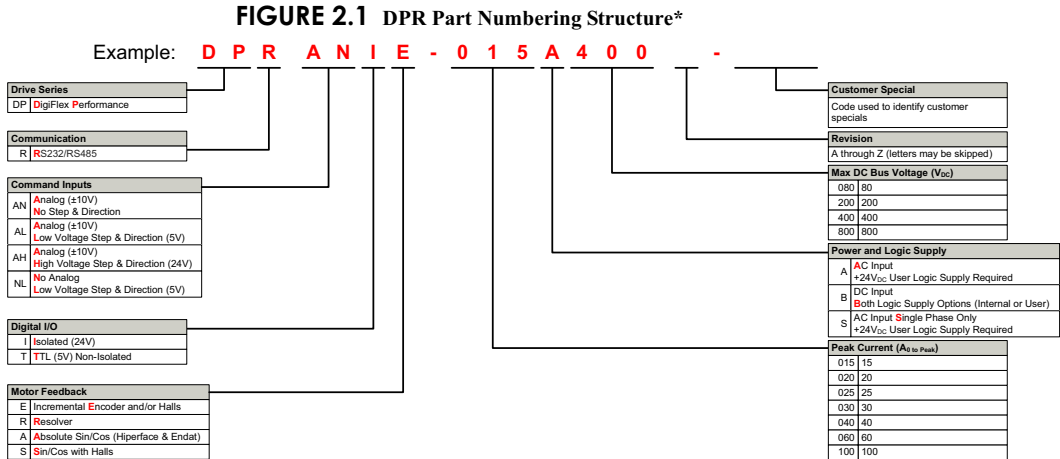 FIGURE 2.1 DPR Part Numbering Structure*
Example: D P R A N I E - 0 1 5 A 4 0 0 -
Drive Series
DP DigiFlex Performance
Communication
R RS232/RS485
Command Inputs
AN Analog (±10V)
No Step & Direction
AL Analog (±10V)
Low Voltage Step & Direction (5V)
AH Analog (±10V)
High Voltage Step & Direction (24V)
NL No Analog
Low Voltage Step & Direction (5V)
Digital I/O
I Isolated (24V)
T TTL (5V) Non-Isolated
Motor Feedback
E Incremental Encoder and/or Halls
R Resolver
A Absolute Sin/Cos (Hiperface & Endat)
S Sin/Cos with Halls
Customer Special
Code used to identify customer
specials
Revision
A through Z (letters may be skipped)
Max DC Bus Voltage (VDC)
080 80
200 200
400 400
800 800
Power and Logic Supply
A AC Input
+24VDC User Logic Supply Required
B DC Input
Both Logic Supply Options (Internal or User)
S AC Input Single Phase Only
+24VDC User Logic Supply Required
Peak Current (A0 to Peak)
015 15
020 20
025 25
030 30
040 40
060 60
100 100